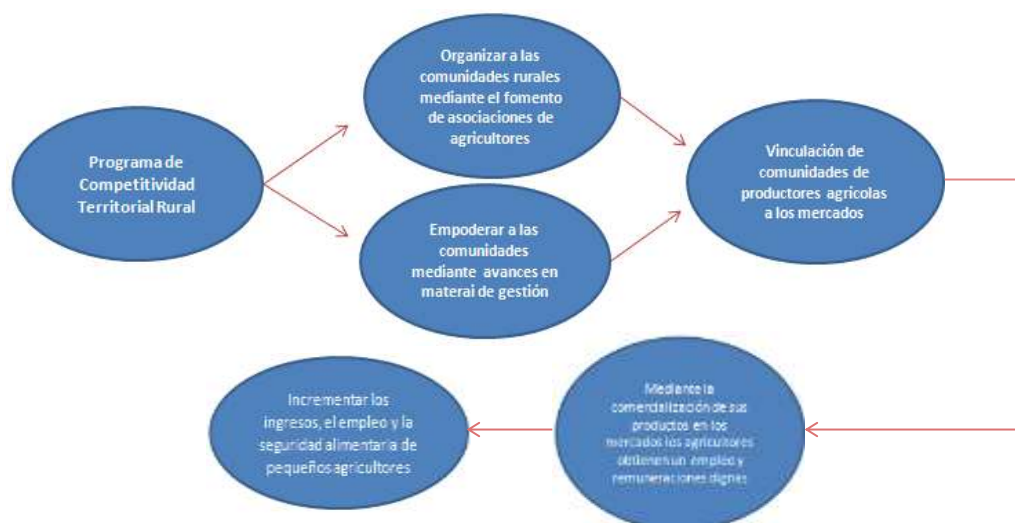 Programa de
Competitividad
Territorial Rural
Organizar a las
comunidades rurales
mediante el fomento
de asociaciones de
agricultores
Empoderar a las
comunidades
mediante avances en
materai de gestión
Vinculación de
comunidades de
productores agrícolas
a los mercados
Mediante la
comercialización de sus
productos en los
mercados los agricultores
obtienen un empleo y
remuneraciones dignas
Incrementar los
ingresos, el empleo y la
seguridad alimentaria de
pequeños agricultores